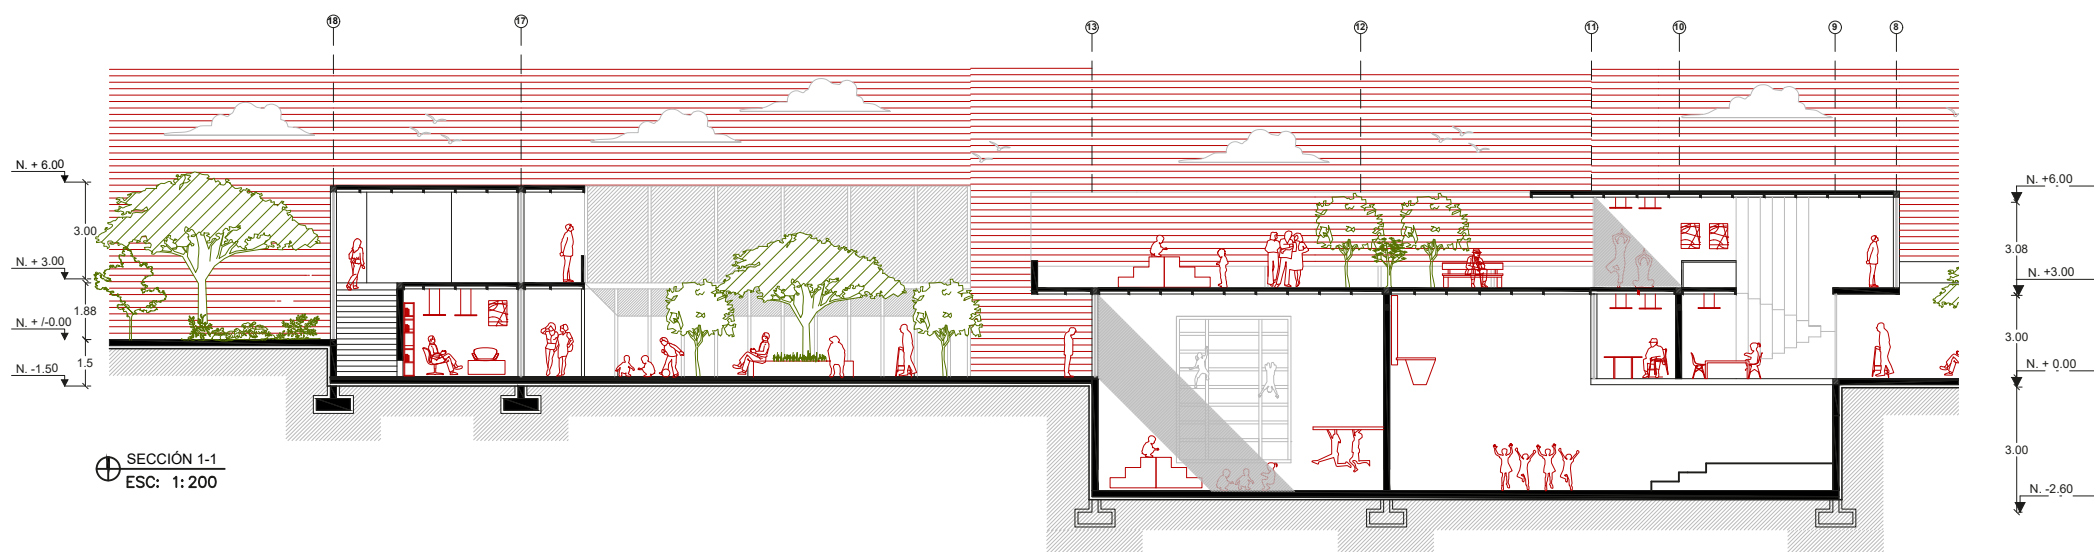 18
17
13
12
11
10
9
8
N. + 6.00
3.00
N. + 3.00
1.88
N. + /-0.00
1.5
N. -1.50
N. +6.00
3.08
N. +3.00
3.00
N. + 0.00
3.00
N. -2.60
SECCIÓN 1-1
ESC: 1:200